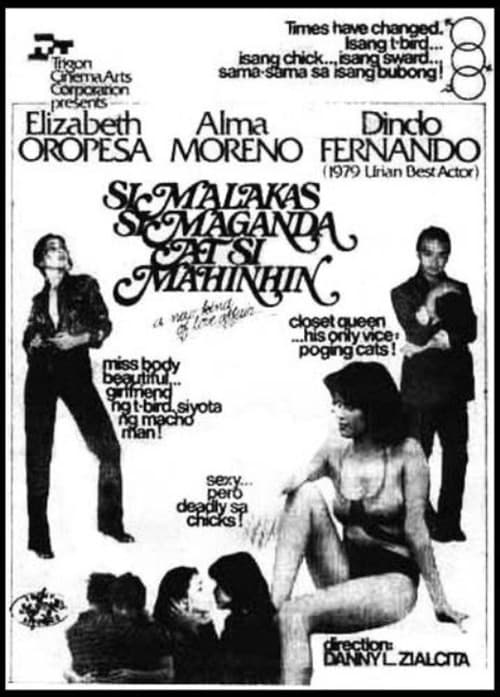 Trigon
Cinema Arts
Corporation
presents
Times have changed.
Isang t-bird...
isang chick...,isang sward...
sama-sama sa isang bubong!
Elizabeth
OROPESA
Alma
MORENO
Dindo
FERNANDO
(1979 Urian Best Actor)
SI MALAKAS
SI MAGANDA
AT SI
MAHINHIN
a new kind
of love affair
closet queen
...his only vice:
poging cats!
miss body
beautiful...
girlfriend
ng t-bird, siyota
ng macho
man!
sexy...
pero
deadly sa
chicks!
direction:
DANNY L. ZIALCITA